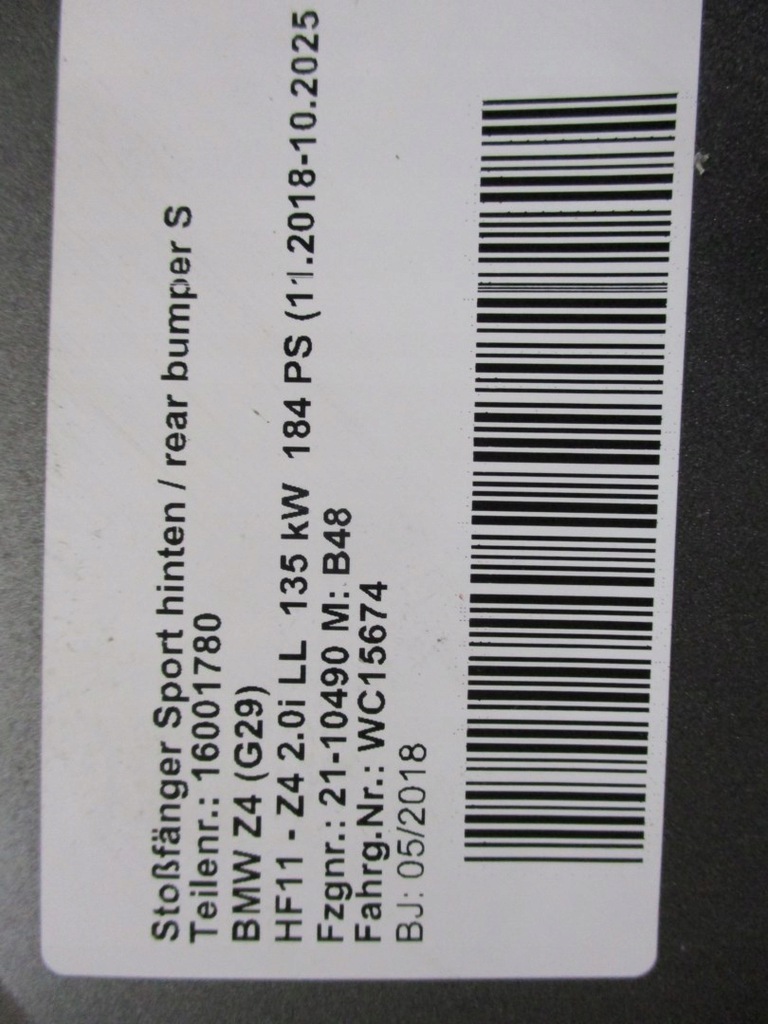 Stoßfänger Sport hinten / rear bumper S
Teilenr.: 16001780
BMW Z4 (G29)
HF11 - Z4 2.0i LL 135 kW 184 PS (11.2018-10.2025
Fzgnr.: 21-10490 M: B48
Fahrg.Nr.: WC15674
BJ: 05/2018